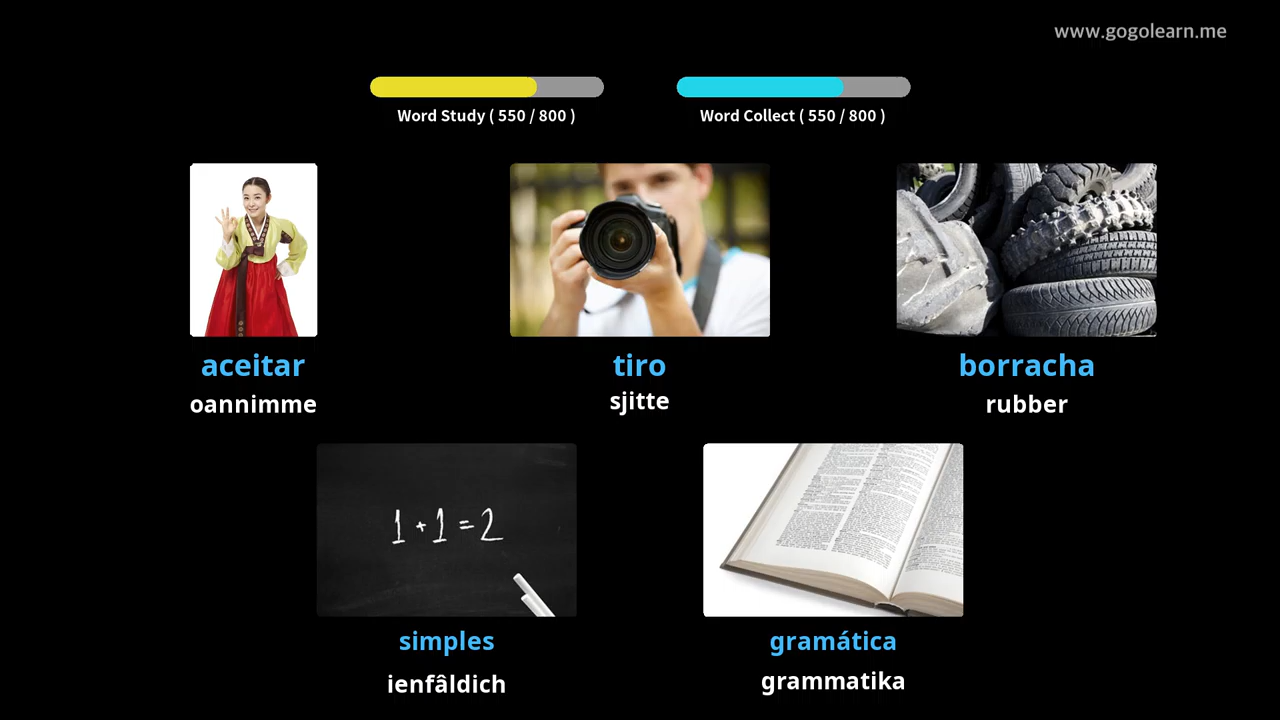 www.gogolearn.me
Word Study ( 550 / 800 )
Word Collect ( 550 / 800 )
aceitar
oannimme
tiro
sjitte
borracha
rubber
1 + 1 = 2
simples
ienfâldich
gramática
grammatika